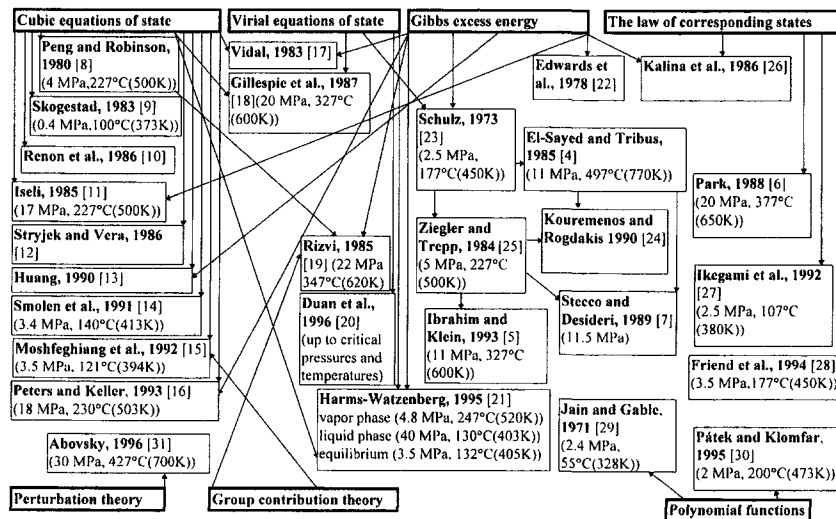 Cubic equations of state
Virial equations of state
Gibbs excess energy
The law of corresponding states
Peng and Robinson,
1980 [8]
(4 MPa,227°C(500K))
Skogestad, 1983 [9]
(0.4 MPa,100°C(373K))
Renon et al., 1986 [10]
Iseli, 1985 [11]
(17 MPa, 227°C(500K))
Stryjek and Vera, 1986
[12]
Huang, 1990 [13]
Smolen et al., 1991 [14]
(3.4 MPa, 140°C(413K))
Moshfeghiang et al., 1992 [15]
(3.5 MPa, 121°C(394K))
Peters and Keller, 1993 [16]
(18 MPa, 230°C(503K))
Abovsky, 1996 [31]
(30 MPa, 427°C(700K))
Perturbation theory
Vidal, 1983 [17]
Gillespie et al., 1987
[18](20 MPa, 327°C
(600K))
Rizvi, 1985
[19] (22 MPa
347°C(620K)
Duan et al.,
1996 [20]
(up to critical
pressures and
temperatures)
Harms-Watzenberg, 1995 [21]
vapor phase (4.8 MPa, 247°C(520K))
liquid phase (40 MPa, 130°C(403K))
equilibrium (3.5 MPa, 132°C(405K))
Group contribution theory
Schulz, 1973
[23]
(2.5 MPa,
177°C(450K)
Ziegler and
Trepp, 1984 [25]
(5 MPa, 227°C
(500K))
Ibrahim and
Klein, 1993 [5]
(11 MPa, 327°C
(600K))
Edwards et
al., 1978 [22]
El-Sayed and Tribus,
1985 [4]
(11 MPa, 497°C(770K)
Kouremenos and
Rogdakis 1990 [24]
Stecco and
Desideri, 1989 [7]
(11.5 MPa)
Jain and Gable,
1971 [29]
(2.4 MPa,
55°C(328K)
Kalina et al., 1986 [26]
Park, 1988 [6]
(20 MPa, 377°C
(650K)
Ikegami et al., 1992
[27]
(2.5 MPa, 107°C
(380K)
Friend et al., 1994 [28]
(3.5 MPa,177°C(450K)
Pátek and Klomfar,
1995 [30]
(2 MPa, 200°C(473K)
Polynomial functions